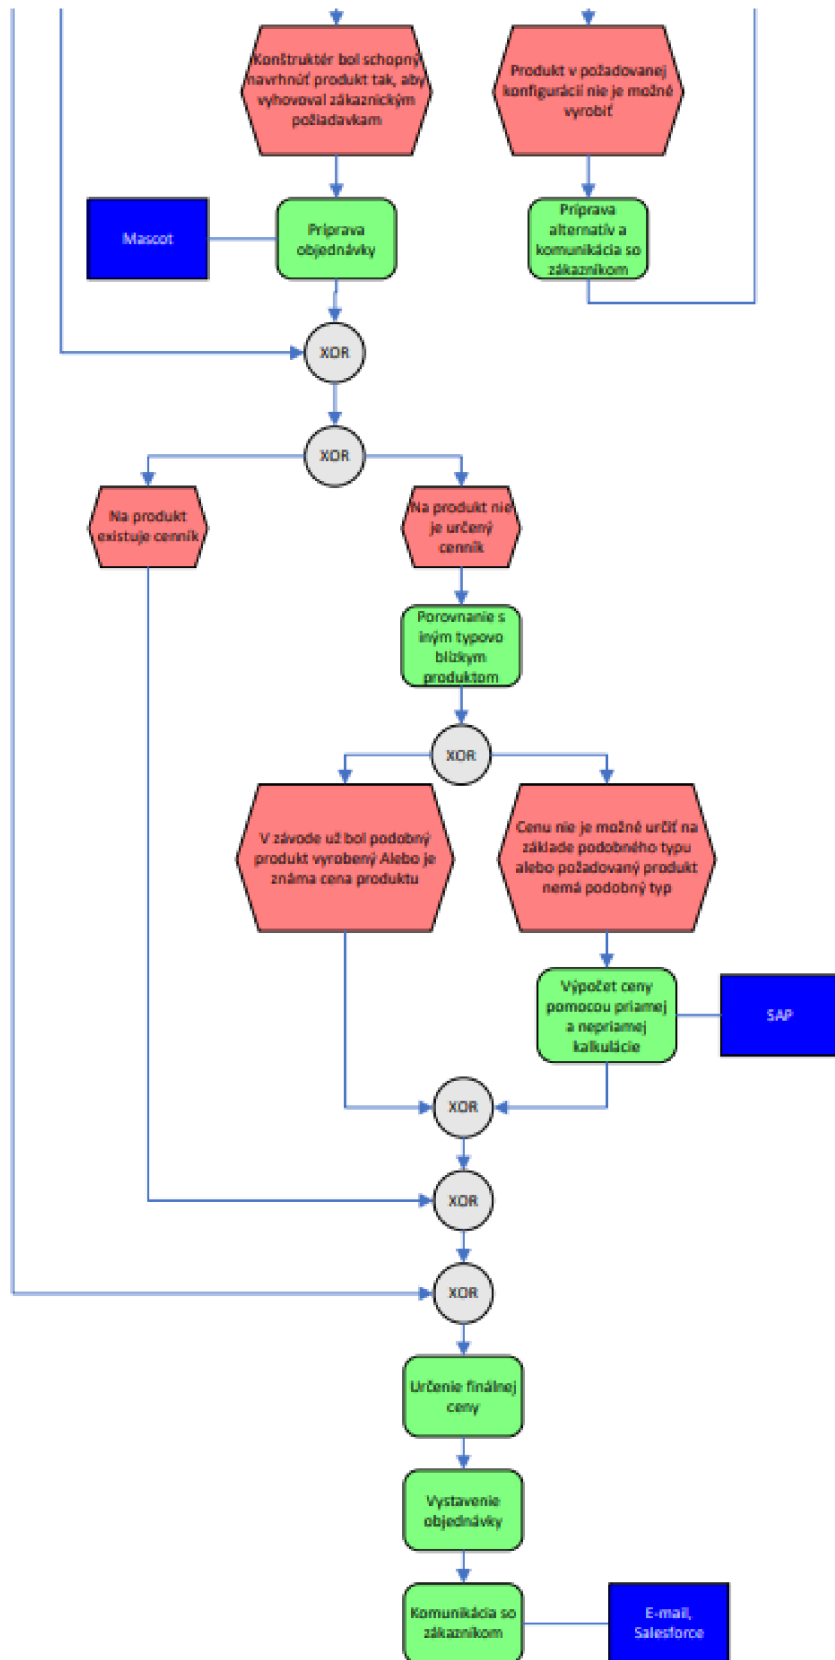 Konštruktér bol schopný
navrhnúť produkt tak, aby
vyhovoval zákazníckym
požiadavkam
Produkt v požadovanej
konfigurácií nie je možné
vyrobiť
Mascot
Príprava
objednávky
Príprava
alternatív a
komunikácia so
zákazníkom
XOR
XOR
Na produkt
existuje cenník
Na produkt nie
je určený
cenník
Porovnanie s
iným typovo
blízkym
produktom
XOR
V závode už bol podobný
produkt vyrobený Alebo je
známa cena produktu
Cenu nie je možné určiť na
základe podobného typu
alebo požadovaný produkt
nemá podobný typ
Výpočet ceny
pomocou priamej
a nepriamej
kalkulácie
SAP
XOR
XOR
XOR
Určenie finálnej
ceny
Vystavenie
objednávky
Komunikácia so
zákazníkom
E-mail,
Salesforce